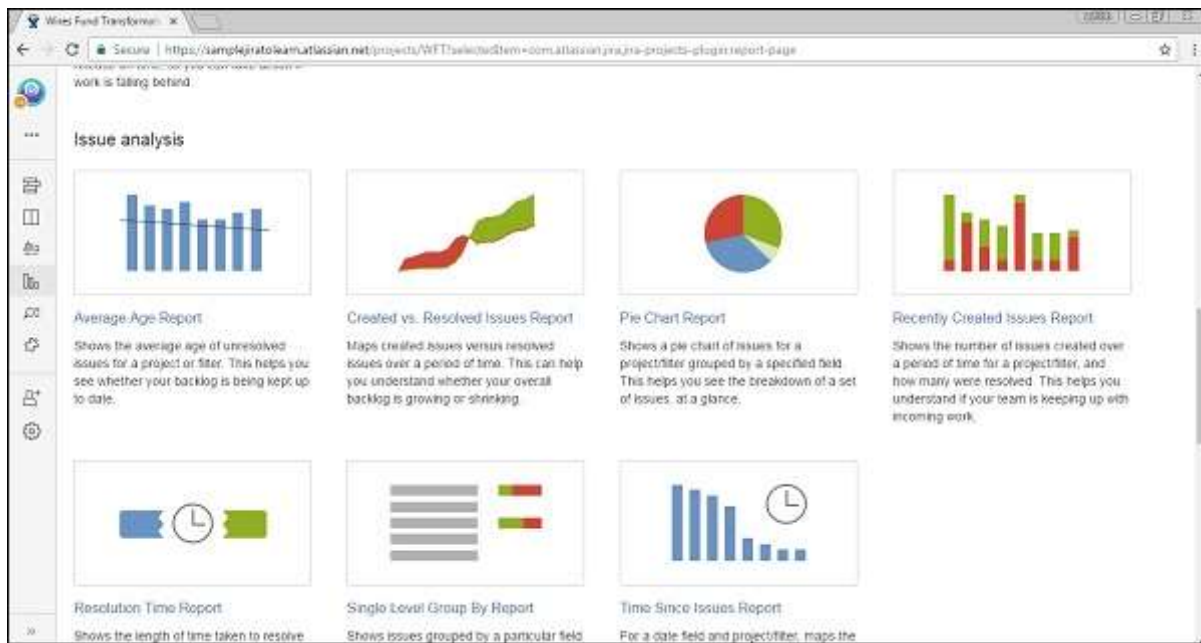 Wires Fund Transforma
Secure | https://samplejiratolearn.atlassian.net/projects/WFT?selectedItem=com.atlassian.jira.jira-projects-plugin:report-page
work is falling behind.
Issue analysis
Average Age Report
Created vs. Resolved Issues Report
Pie Chart Report
Recently Created Issues Report
Shows the average age of unresolved
issues for a project or filter. This helps you
see whether your backlog is being kept up
to date.
Maps created issues versus resolved
issues over a period of time. This can help
you understand whether your overall
backlog is growing or shrinking.
Shows a pie chart of issues for a
project/filter grouped by a specified field.
This helps you see the breakdown of a set
of issues, at a glance.
Shows the number of issues created over
a period of time for a project/filter, and
how many were resolved. This helps you
understand if your team is keeping up with
incoming work.
Resolution Time Report
Single Level Group By Report
Time Since Issues Report
Shows the length of time taken to resolve
Shows issues grouped by a particular field
For a date field and project/filter, maps the